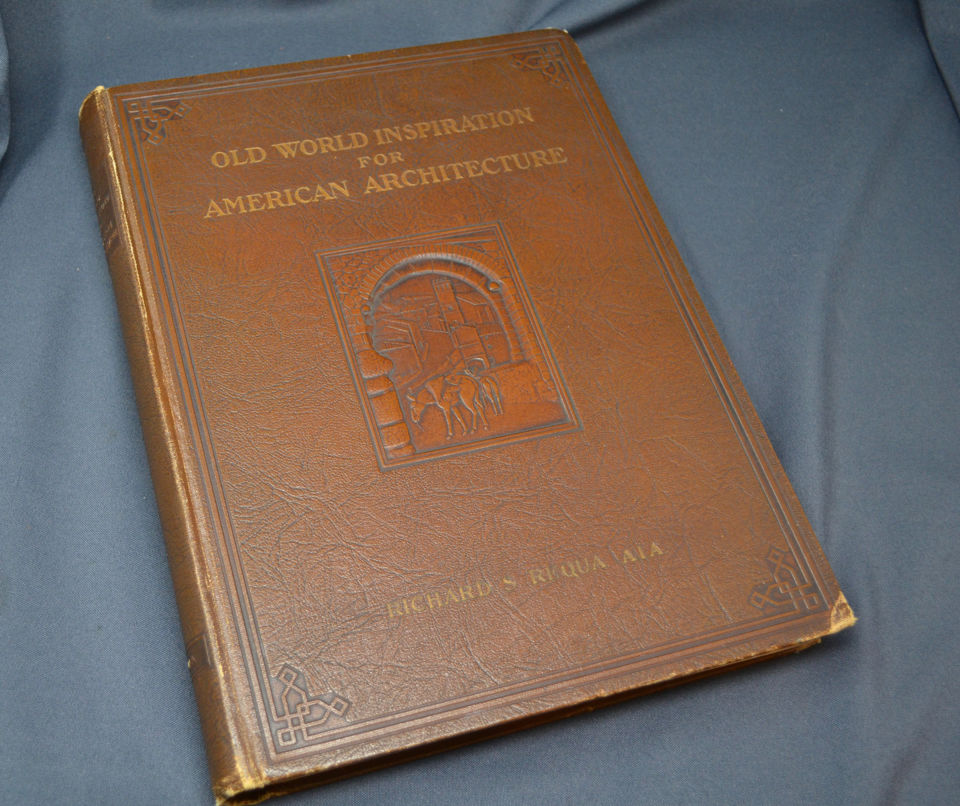 OLD WORLD INSPIRATION
FOR
AMERICAN ARCHITECTURE
RICHARD S REQUA AIA